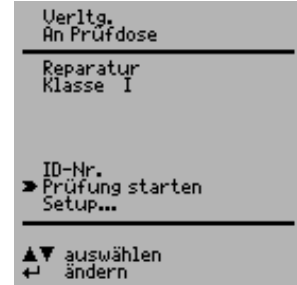 Verltg.
An Prüfdose
Reparatur
Klasse I
ID-Nr.
Prüfung starten
Setup...
▲▼ auswählen
↵ ändern